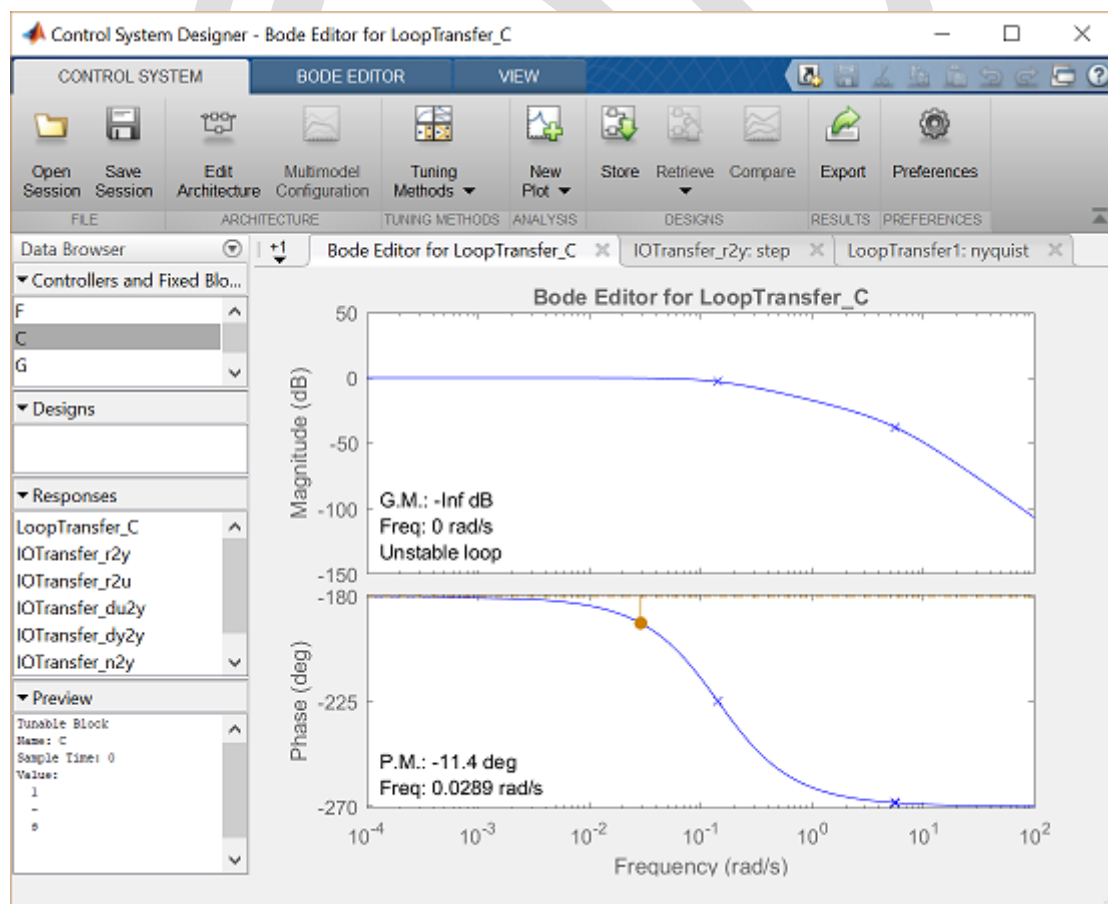 Control System Designer - Bode Editor for LoopTransfer_C
CONTROL SYSTEM
BODE EDITOR
VIEW
Open Session
Save Session
Edit Architecture
Multimodel Configuration
Tuning Methods
New Plot
Store
Retrieve
Compare
Export
Preferences
FILE
ARCHITECTURE
TUNING METHODS
ANALYSIS
DESIGNS
RESULTS
PREFERENCES
Data Browser
+1
Bode Editor for LoopTransfer_C
IOTransfer_r2y: step
LoopTransfer1: nyquist
Controllers and Fixed Blo...
F
C
G
Designs
Responses
LoopTransfer_C
IOTransfer_r2y
IOTransfer_r2u
IOTransfer_du2y
IOTransfer_dy2y
IOTransfer_n2y
Preview
Tunable Block
Name: C
Sample Time: 0
Value:
1
-
s
Bode Editor for LoopTransfer_C
Magnitude (dB)
50
0
-50
-100
-150
G.M.: -Inf dB
Freq: 0 rad/s
Unstable loop
Phase (deg)
-180
-225
-270
P.M.: -11.4 deg
Freq: 0.0289 rad/s
10^-4
10^-3
10^-2
10^-1
10^0
10^1
10^2
Frequency (rad/s)